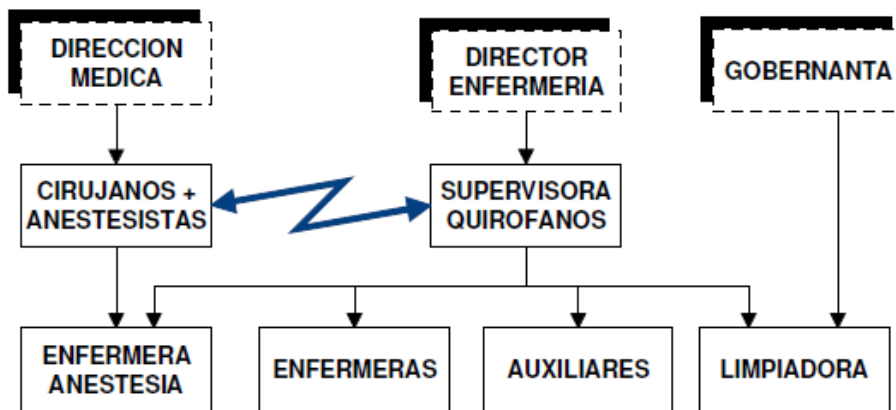 DIRECCION
MEDICA
DIRECTOR
ENFERMERIA
GOBERNANTA
CIRUJANOS +
ANESTESISTAS
SUPERVISORA
QUIROFANOS
ENFERMERA
ANESTESIA
ENFERMERAS
AUXILIARES
LIMPIADORA